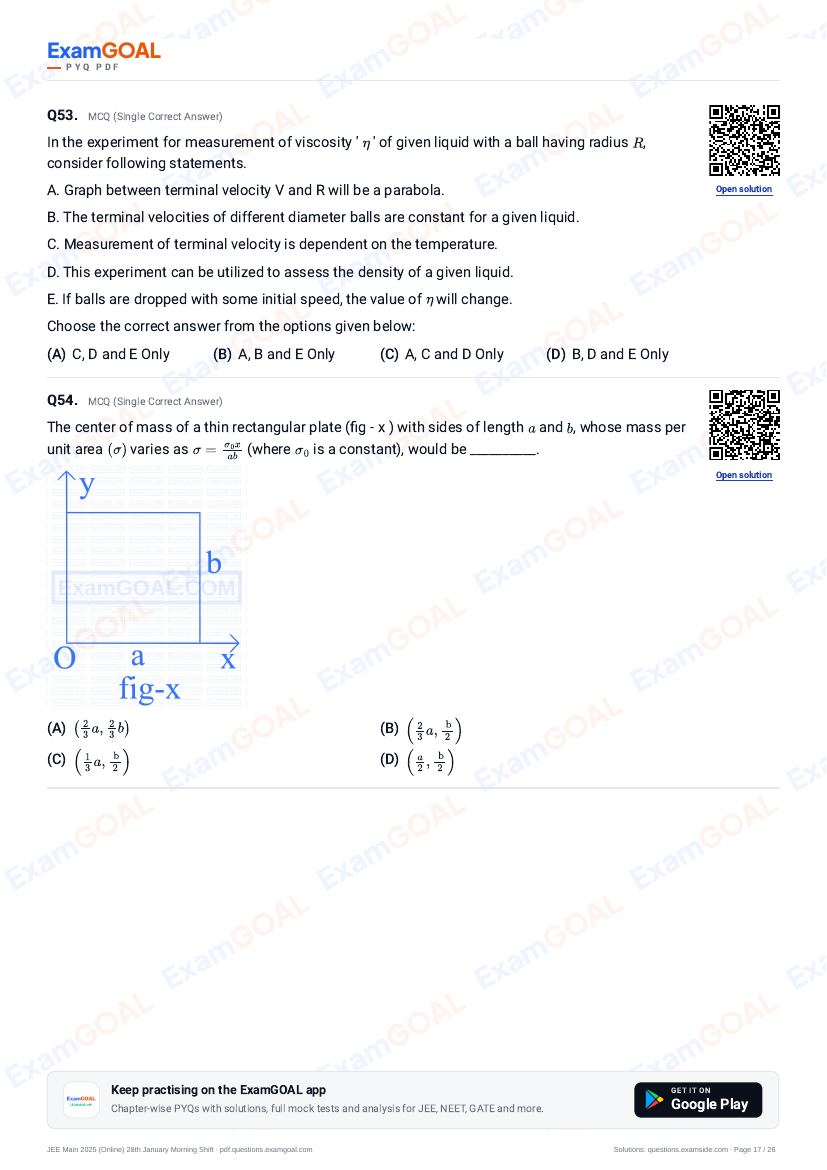 ExamGOAL
PYQ PDF
Q53. MCQ (Single Correct Answer)
In the experiment for measurement of viscosity ' η ' of given liquid with a ball having radius R,
consider following statements.
Open solution
A. Graph between terminal velocity V and R will be a parabola.
B. The terminal velocities of different diameter balls are constant for a given liquid.
C. Measurement of terminal velocity is dependent on the temperature.
D. This experiment can be utilized to assess the density of a given liquid.
E. If balls are dropped with some initial speed, the value of η will change.
Choose the correct answer from the options given below:
(A) C, D and E Only (B) A, B and E Only (C) A, C and D Only (D) B, D and E Only
Q54. MCQ (Single Correct Answer)
The center of mass of a thin rectangular plate (fig - x ) with sides of length a and b, whose mass per
unit area (σ) varies as σ = σ₀x/ab (where σ₀ is a constant), would be __________.
Open solution
y
b
ExamGOAL.COM
O a x
fig-x
(A) (2/3 a, 2/3 b) (B) (2/3 a, b/2)
(C) (1/3 a, b/2) (D) (a/2, b/2)
Keep practising on the ExamGOAL app
Chapter-wise PYQs with solutions, full mock tests and analysis for JEE, NEET, GATE and more.
GET IT ON
Google Play
JEE Main 2025 (Online) 28th January Morning Shift · pdf.questions.examgoal.com Solutions: questions.examside.com · Page 17 / 26